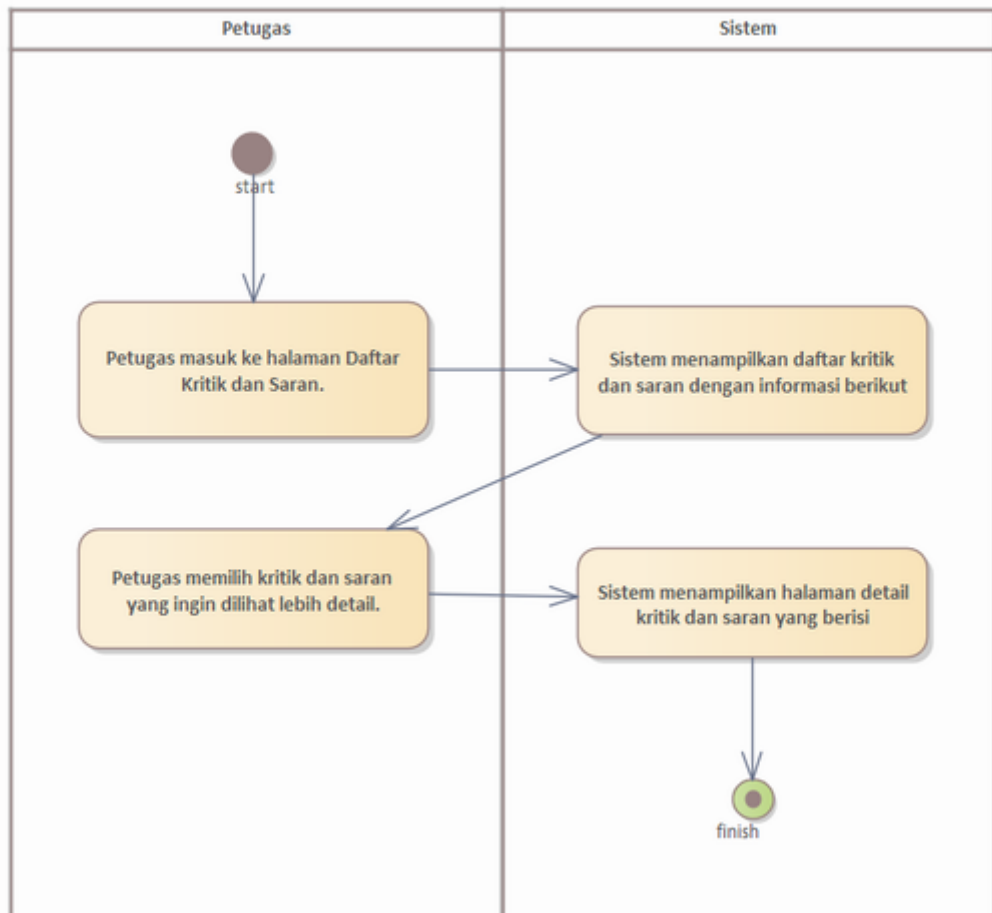 Petugas
Sistem
start
Petugas masuk ke halaman Daftar
Kritik dan Saran.
Sistem menampilkan daftar kritik
dan saran dengan informasi berikut
Petugas memilih kritik dan saran
yang ingin dilihat lebih detail.
Sistem menampilkan halaman detail
kritik dan saran yang berisi
finish